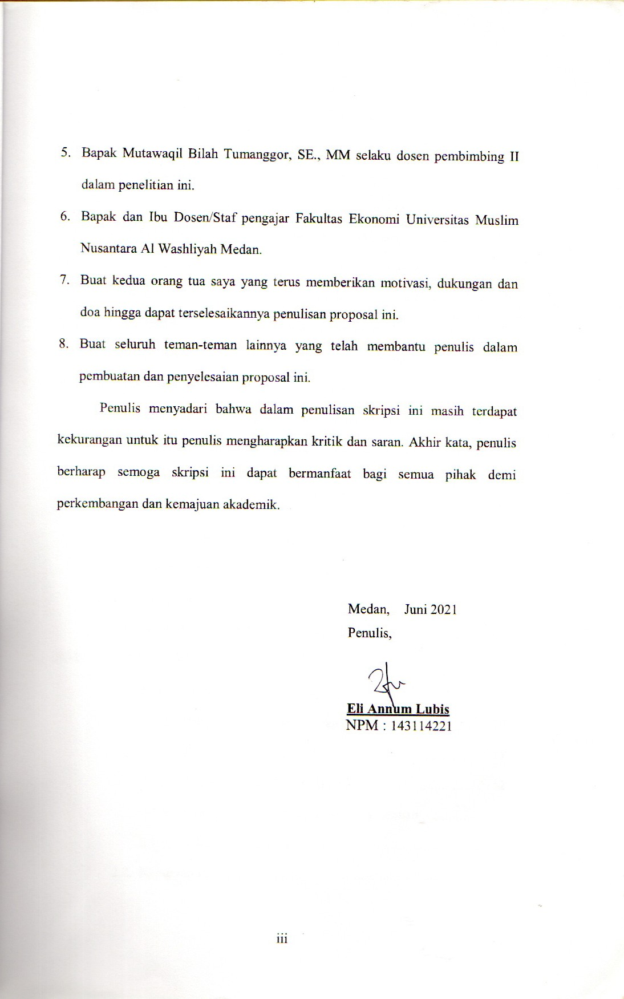 5. Bapak Mutawaqil Bilah Tumanggor, SE., MM selaku dosen pembimbing II
dalam penelitian ini.
6. Bapak dan Ibu Dosen/Staf pengajar Fakultas Ekonomi Universitas Muslim
Nusantara Al Washliyah Medan.
7. Buat kedua orang tua saya yang terus memberikan motivasi, dukungan dan
doa hingga dapat terselesaikannya penulisan proposal ini.
8. Buat seluruh teman-teman lainnya yang telah membantu penulis dalam
pembuatan dan penyelesaian proposal ini.
Penulis menyadari bahwa dalam penulisan skripsi ini masih terdapat
kekurangan untuk itu penulis mengharapkan kritik dan saran. Akhir kata, penulis
berharap semoga skripsi ini dapat bermanfaat bagi semua pihak demi
perkembangan dan kemajuan akademik.
Medan, Juni 2021
Penulis,
Eli Annum Lubis
NPM : 143114221
iii